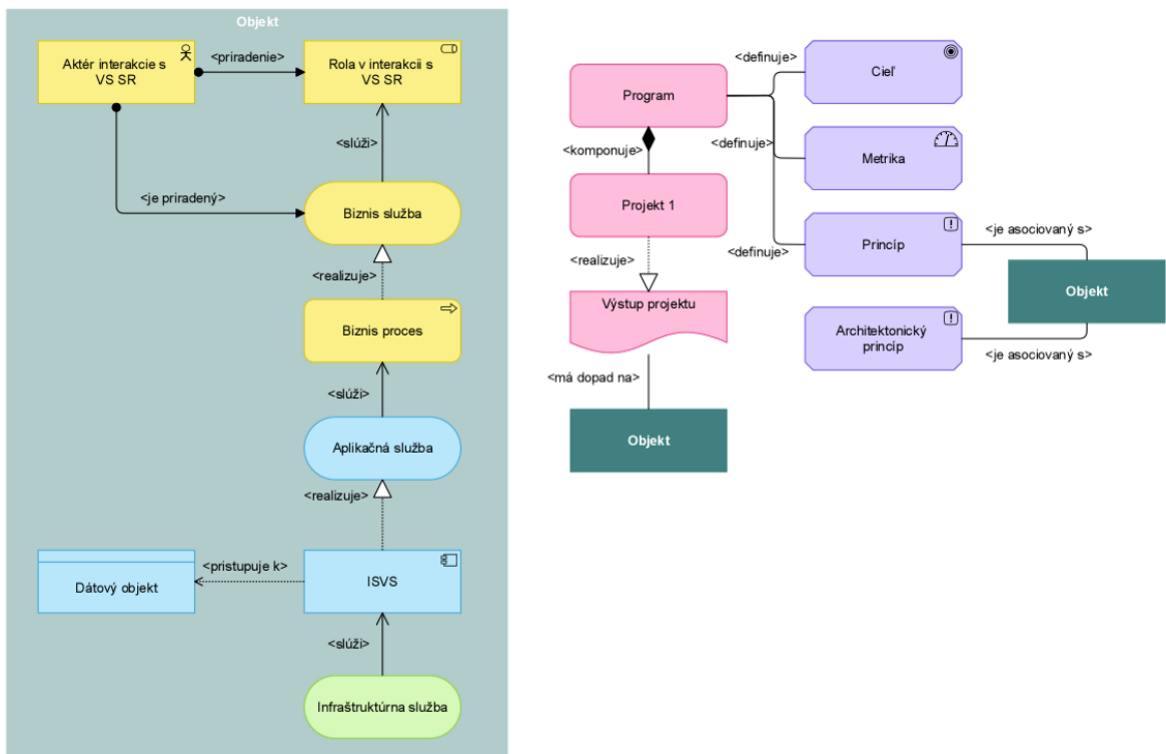 Objekt
Aktér interakcie s
VS SR
<priradenie>
Rola v interakcii s
VS SR
<slúži>
<je priradený>
Biznis služba
<realizuje>
Biznis proces
<slúži>
Aplikačná služba
<realizuje>
Dátový objekt
<pristupuje k>
ISVS
<slúži>
Infraštruktúrna služba
Program
<definuje>
Cieľ
<komponuje>
<definuje>
Metrika
Projekt 1
<definuje>
Princíp
<je asociovaný s>
<realizuje>
Objekt
Výstup projektu
Architektonický
princíp
<je asociovaný s>
<má dopad na>
Objekt